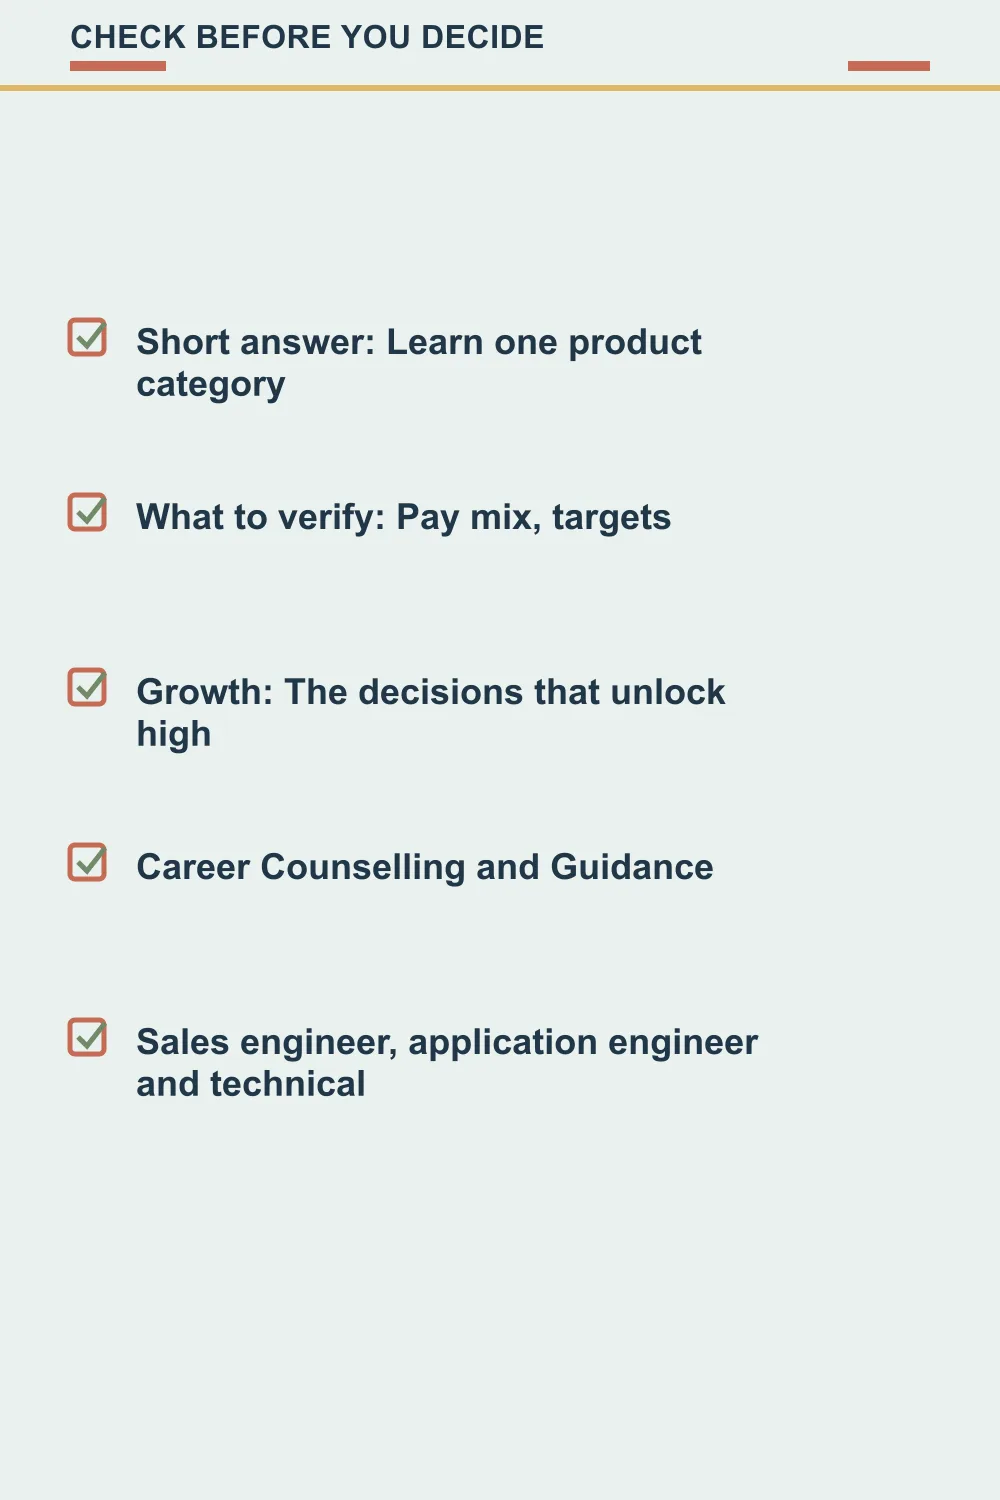 CHECK BEFORE YOU DECIDE
Short answer: Learn one product
category
What to verify: Pay mix, targets
Growth: The decisions that unlock
high
Career Counselling and Guidance
Sales engineer, application engineer
and technical